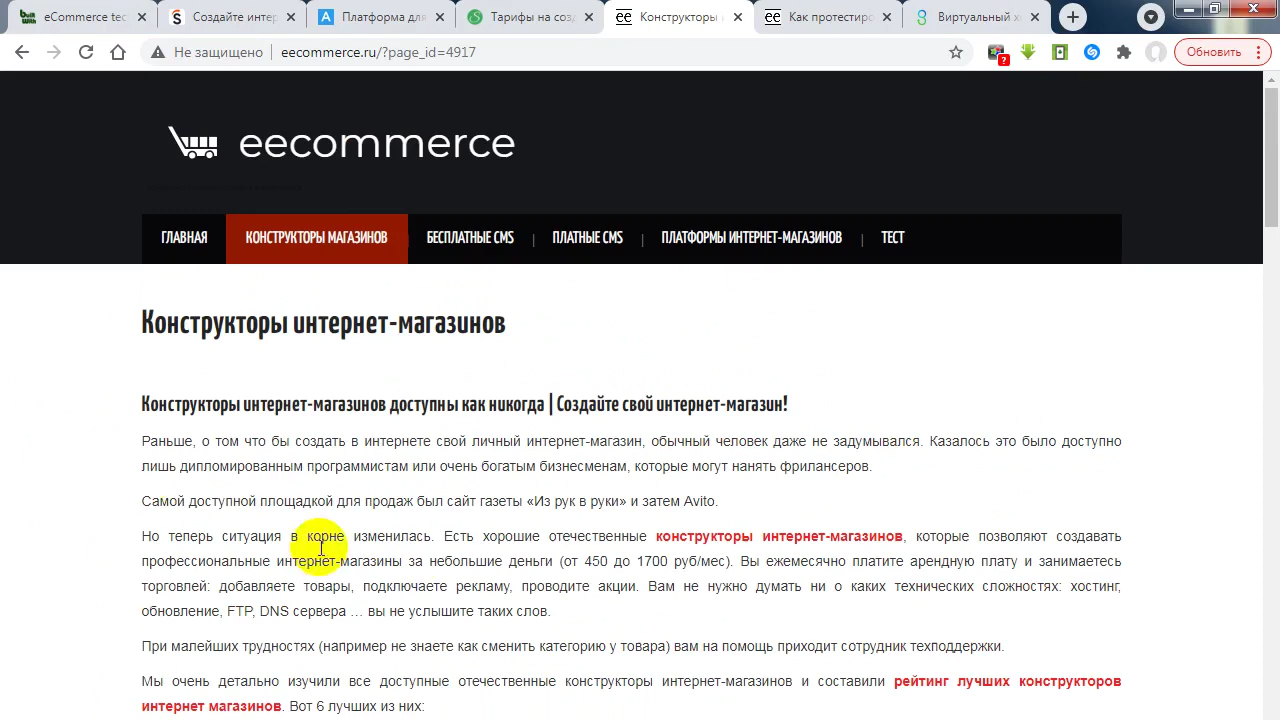 eCommerce tec
Создайте интер
Платформа для
Тарифы на созд
Конструкторы и
Как протестиро
Виртуальный х
Не защищено
eecommerce.ru/?page_id=4917
Обновить
eecommerce
ГЛАВНАЯ
КОНСТРУКТОРЫ МАГАЗИНОВ
БЕСПЛАТНЫЕ CMS
ПЛАТНЫЕ CMS
ПЛАТФОРМЫ ИНТЕРНЕТ-МАГАЗИНОВ
ТЕСТ
Конструкторы интернет-магазинов
Конструкторы интернет-магазинов доступны как никогда | Создайте свой интернет-магазин!
Раньше, о том что бы создать в интернете свой личный интернет-магазин, обычный человек даже не задумывался. Казалось это было доступно
лишь дипломированным программистам или очень богатым бизнесменам, которые могут нанять фрилансеров.
Самой доступной площадкой для продаж был сайт газеты «Из рук в руки» и затем Avito.
Но теперь ситуация в корне изменилась. Есть хорошие отечественные конструкторы интернет-магазинов, которые позволяют создавать
профессиональные интернет-магазины за небольшие деньги (от 450 до 1700 руб/мес). Вы ежемесячно платите арендную плату и занимаетесь
торговлей: добавляете товары, подключаете рекламу, проводите акции. Вам не нужно думать ни о каких технических сложностях: хостинг,
обновление, FTP, DNS сервера … вы не услышите таких слов.
При малейших трудностях (например не знаете как сменить категорию у товара) вам на помощь приходит сотрудник техподдержки.
Мы очень детально изучили все доступные отечественные конструкторы интернет-магазинов и составили рейтинг лучших конструкторов
интернет магазинов. Вот 6 лучших из них: